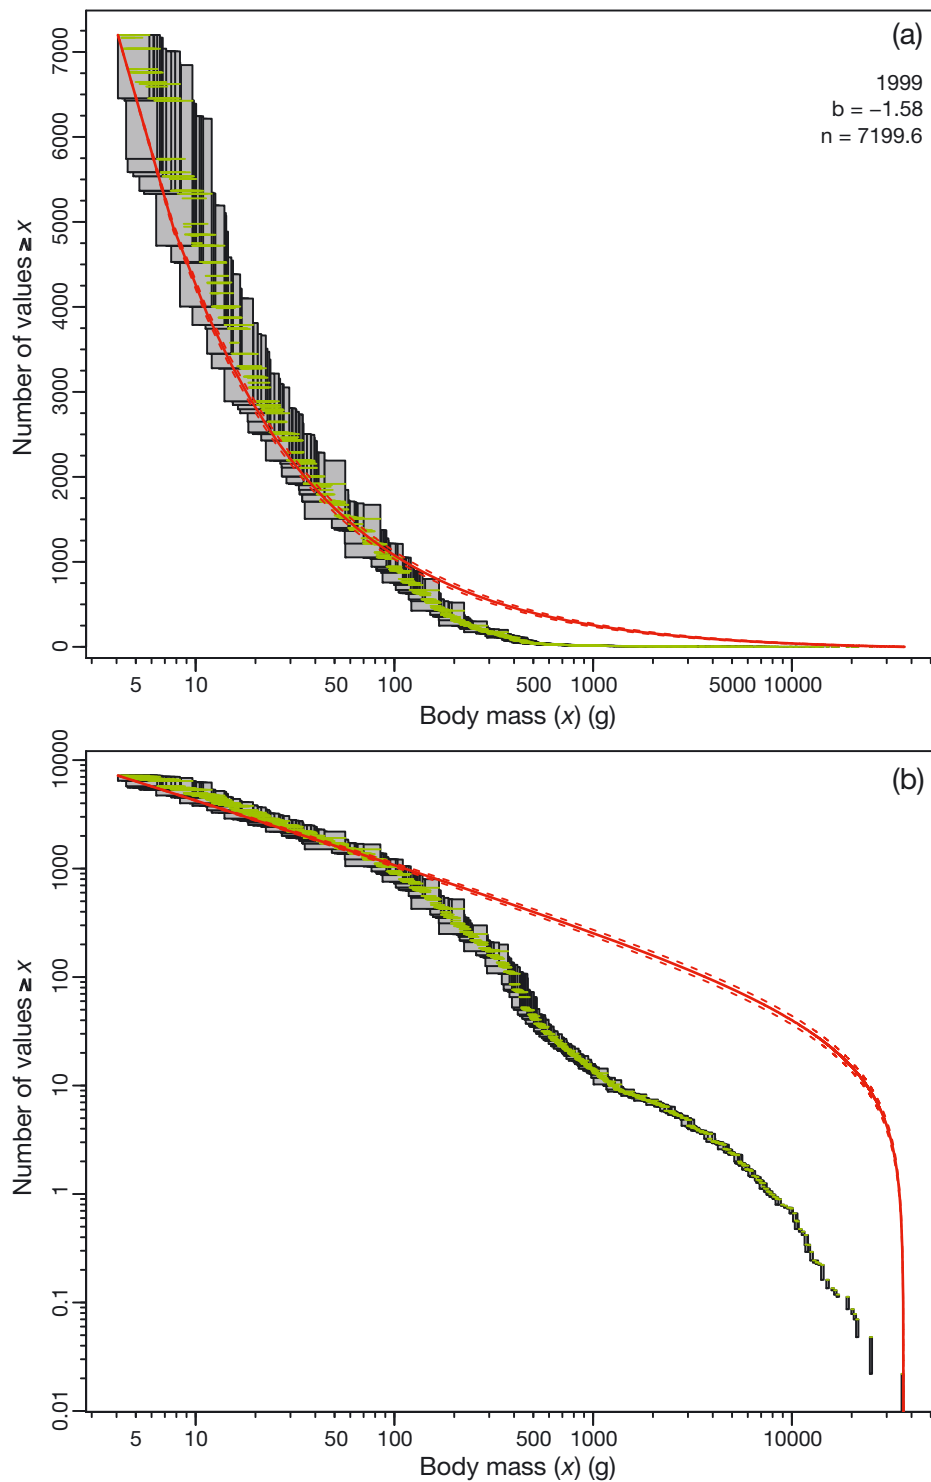 (a)
1999
b = −1.58
n = 7199.6
Number of values ≥ x
7000
6000
5000
4000
3000
2000
1000
0
5 10 50 100 500 1000 5000 10000
Body mass (x) (g)
(b)
Number of values ≥ x
10000
1000
100
10
1
0.1
0.01
5 10 50 100 500 1000 10000
Body mass (x) (g)